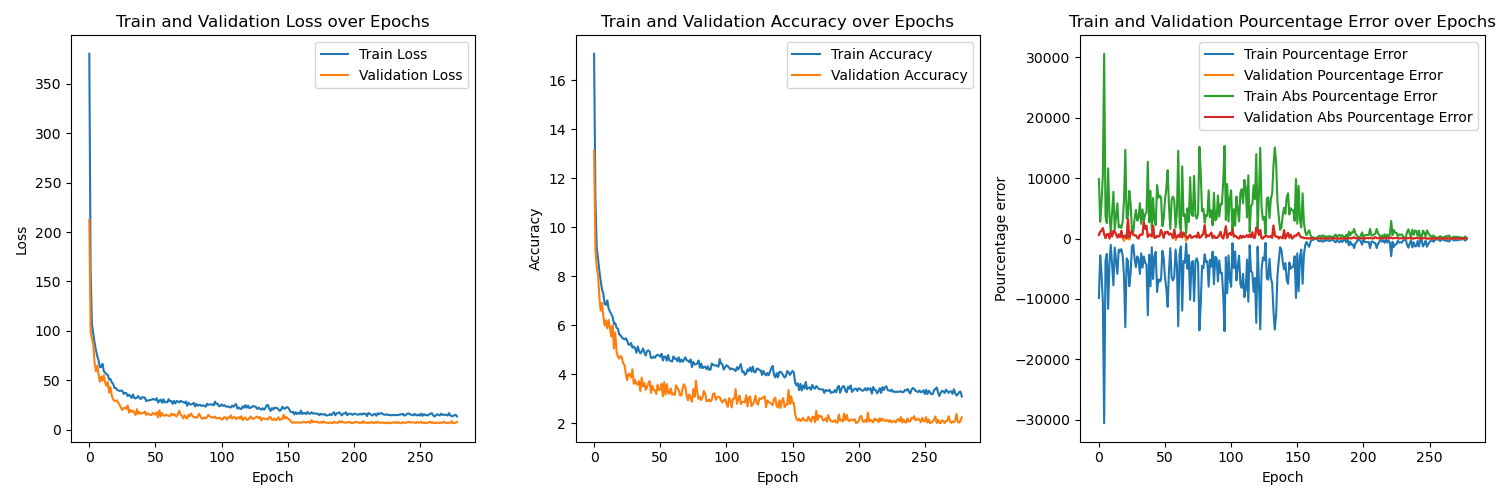 Train and Validation Loss over Epochs
Train Loss
Validation Loss
350
300
250
200
150
100
50
0
Loss
0 50 100 150 200 250
Epoch
Train and Validation Accuracy over Epochs
Train Accuracy
Validation Accuracy
16
14
12
10
8
6
4
2
Accuracy
0 50 100 150 200 250
Epoch
Train and Validation Pourcentage Error over Epochs
Train Pourcentage Error
Validation Pourcentage Error
Train Abs Pourcentage Error
Validation Abs Pourcentage Error
30000
20000
10000
0
−10000
−20000
−30000
Pourcentage error
0 50 100 150 200 250
Epoch